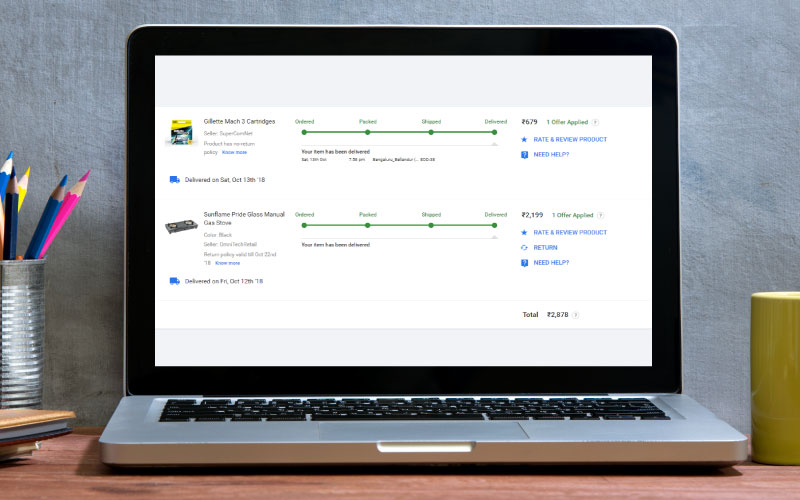 Gillette Mach 3 Cartridges
Seller: SuperComNet
Product has no return
policy Know more
Ordered Packed Shipped Delivered
Your item has been delivered
Sat, 13th Oct 7:56 pm Bengaluru_Bellandur
₹679 1 Offer Applied ?
RATE & REVIEW PRODUCT
NEED HELP?
Delivered on Sat, Oct 13th '18
Sunflame Pride Glass Manual
Gas Stove
Color: Black
Seller: OmniTechRetail
Return policy valid till Oct 22nd
'18 Know more
Ordered Packed Shipped Delivered
Your item has been delivered
₹2,199 1 Offer Applied ?
RATE & REVIEW PRODUCT
RETURN
NEED HELP?
Delivered on Fri, Oct 12th '18
Total ₹2,878 ?